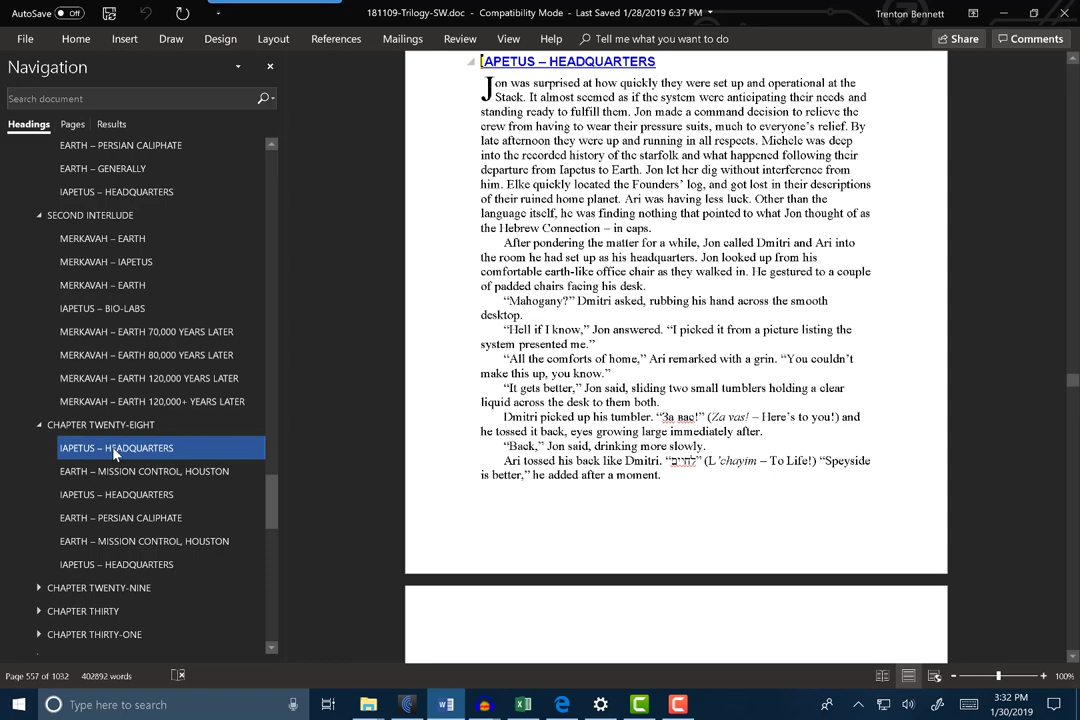 AutoSave Off
181109-Trilogy-SW.doc - Compatibility Mode - Last Saved 1/28/2019 6:37 PM
Trenton Bennett
File Home Insert Draw Design Layout References Mailings Review View Help Tell me what you want to do Share Comments
Navigation
Search document
Headings Pages Results
EARTH – PERSIAN CALIPHATE
EARTH – GENERALLY
IAPETUS – HEADQUARTERS
SECOND INTERLUDE
MERKAVAH – EARTH
MERKAVAH – IAPETUS
MERKAVAH – EARTH
IAPETUS – BIO-LABS
MERKAVAH – EARTH 70,000 YEARS LATER
MERKAVAH – EARTH 80,000 YEARS LATER
MERKAVAH – EARTH 120,000 YEARS LATER
MERKAVAH – EARTH 120,000+ YEARS LATER
CHAPTER TWENTY-EIGHT
IAPETUS – HEADQUARTERS
EARTH – MISSION CONTROL, HOUSTON
IAPETUS – HEADQUARTERS
EARTH – PERSIAN CALIPHATE
EARTH – MISSION CONTROL, HOUSTON
IAPETUS – HEADQUARTERS
CHAPTER TWENTY-NINE
CHAPTER THIRTY
CHAPTER THIRTY-ONE
IAPETUS – HEADQUARTERS
Jon was surprised at how quickly they were set up and operational at the
Stack. It almost seemed as if the system were anticipating their needs and
standing ready to fulfill them. Jon made a command decision to relieve the
crew from having to wear their pressure suits, much to everyone’s relief. By
late afternoon they were up and running in all respects. Michele was deep
into the recorded history of the starfolk and what happened following their
departure from Iapetus to Earth. Jon let her dig without interference from
him. Elke quickly located the Founders’ log, and got lost in their descriptions
of their ruined home planet. Ari was having less luck. Other than the
language itself, he was finding nothing that pointed to what Jon thought of as
the Hebrew Connection – in caps.
After pondering the matter for a while, Jon called Dmitri and Ari into
the room he had set up as his headquarters. Jon looked up from his
comfortable earth-like office chair as they walked in. He gestured to a couple
of padded chairs facing his desk.
“Mahogany?” Dmitri asked, rubbing his hand across the smooth
desktop.
“Hell if I know,” Jon answered. “I picked it from a picture listing the
system presented me.”
“All the comforts of home,” Ari remarked with a grin. “You couldn’t
make this up, you know.”
“It gets better,” Jon said, sliding two small tumblers holding a clear
liquid across the desk to them both.
Dmitri picked up his tumbler. “За вас!” (Za vas! – Here’s to you!) and
he tossed it back, eyes growing large immediately after.
“Back,” Jon said, drinking more slowly.
Ari tossed his back like Dmitri. “לחיים” (L’chayim – To Life!) “Speyside
is better,” he added after a moment.
Page 557 of 1032 402892 words
100%
Type here to search
3:32 PM
1/30/2019